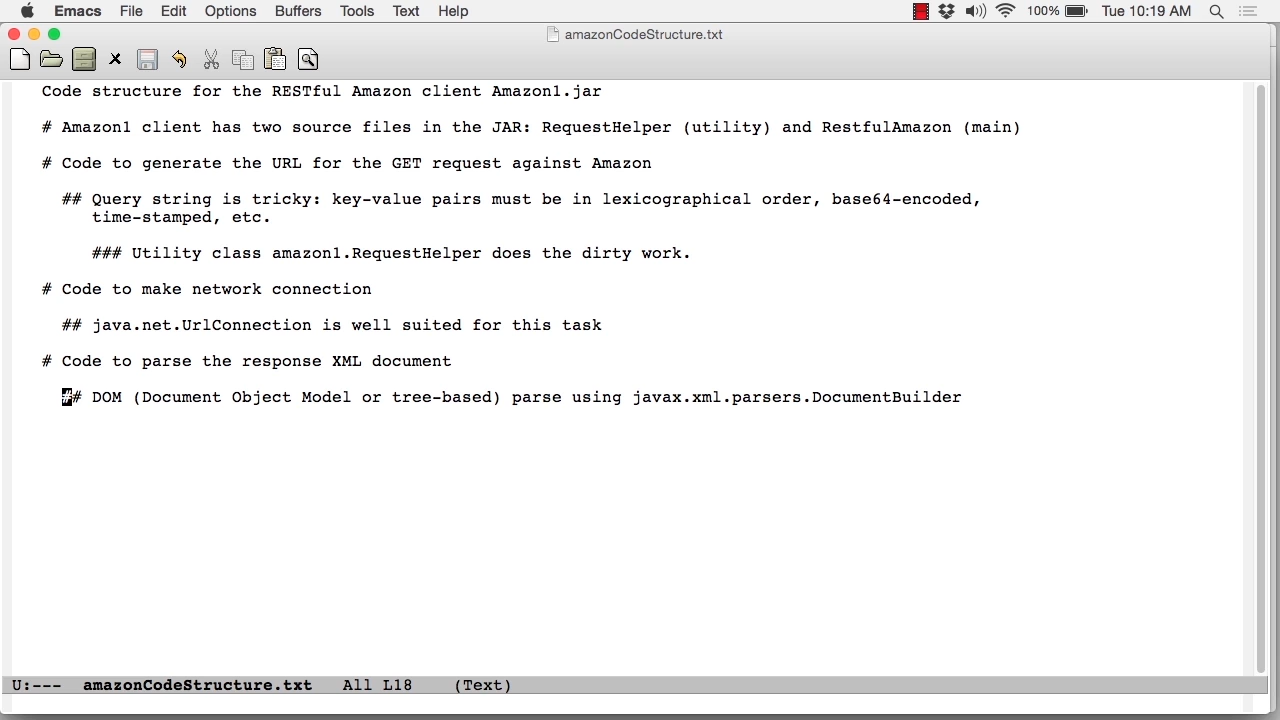 Emacs File Edit Options Buffers Tools Text Help 100% Tue 10:19 AM
amazonCodeStructure.txt
Code structure for the RESTful Amazon client Amazon1.jar
# Amazon1 client has two source files in the JAR: RequestHelper (utility) and RestfulAmazon (main)
# Code to generate the URL for the GET request against Amazon
## Query string is tricky: key-value pairs must be in lexicographical order, base64-encoded,
time-stamped, etc.
### Utility class amazon1.RequestHelper does the dirty work.
# Code to make network connection
## java.net.UrlConnection is well suited for this task
# Code to parse the response XML document
## DOM (Document Object Model or tree-based) parse using javax.xml.parsers.DocumentBuilder
U:--- amazonCodeStructure.txt All L18 (Text)